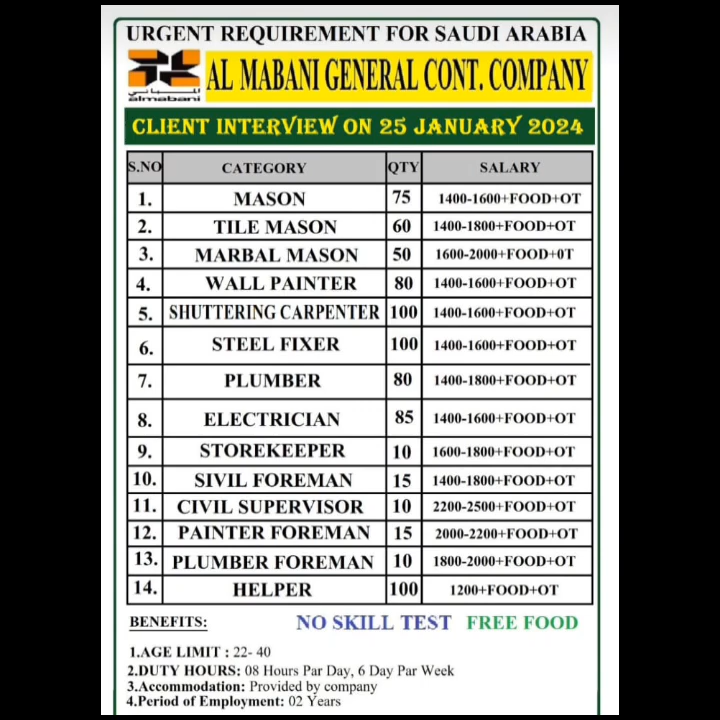 URGENT REQUIREMENT FOR SAUDI ARABIA
المباني
almabani
AL MABANI GENERAL CONT. COMPANY
CLIENT INTERVIEW ON 25 JANUARY 2024
S.NO CATEGORY QTY SALARY
1. MASON 75 1400-1600+FOOD+OT
2. TILE MASON 60 1400-1800+FOOD+OT
3. MARBAL MASON 50 1600-2000+FOOD+0T
4. WALL PAINTER 80 1400-1600+FOOD+OT
5. SHUTTERING CARPENTER 100 1400-1600+FOOD+OT
6. STEEL FIXER 100 1400-1600+FOOD+OT
7. PLUMBER 80 1400-1800+FOOD+OT
8. ELECTRICIAN 85 1400-1600+FOOD+OT
9. STOREKEEPER 10 1600-1800+FOOD+OT
10. SIVIL FOREMAN 15 1400-1800+FOOD+OT
11. CIVIL SUPERVISOR 10 2200-2500+FOOD+OT
12. PAINTER FOREMAN 15 2000-2200+FOOD+OT
13. PLUMBER FOREMAN 10 1800-2000+FOOD+OT
14. HELPER 100 1200+FOOD+OT
BENEFITS: NO SKILL TEST FREE FOOD
1.AGE LIMIT : 22- 40
2.DUTY HOURS: 08 Hours Par Day, 6 Day Par Week
3.Accommodation: Provided by company
4.Period of Employment: 02 Years